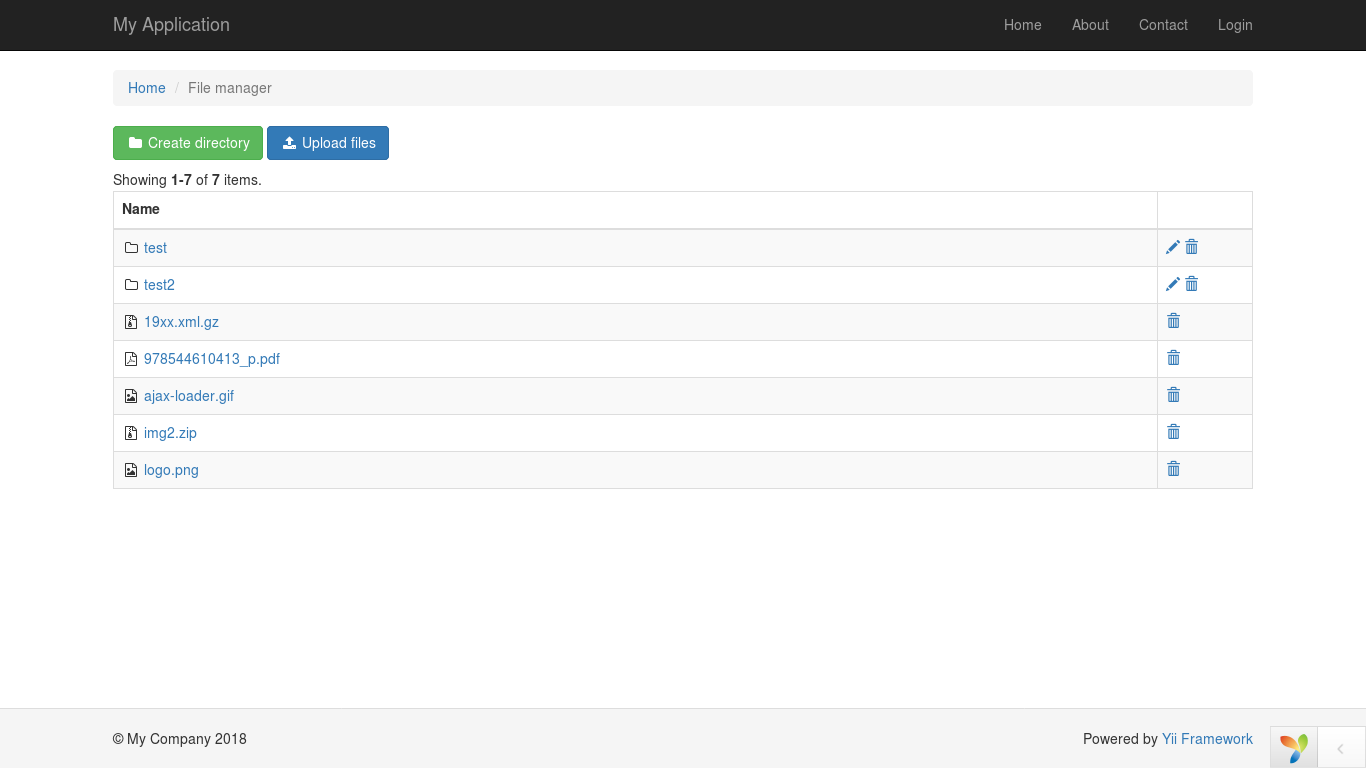 My Application Home About Contact Login
Home / File manager
Create directory Upload files
Showing 1-7 of 7 items.
Name
test
test2
19xx.xml.gz
978544610413_p.pdf
ajax-loader.gif
img2.zip
logo.png
© My Company 2018 Powered by Yii Framework